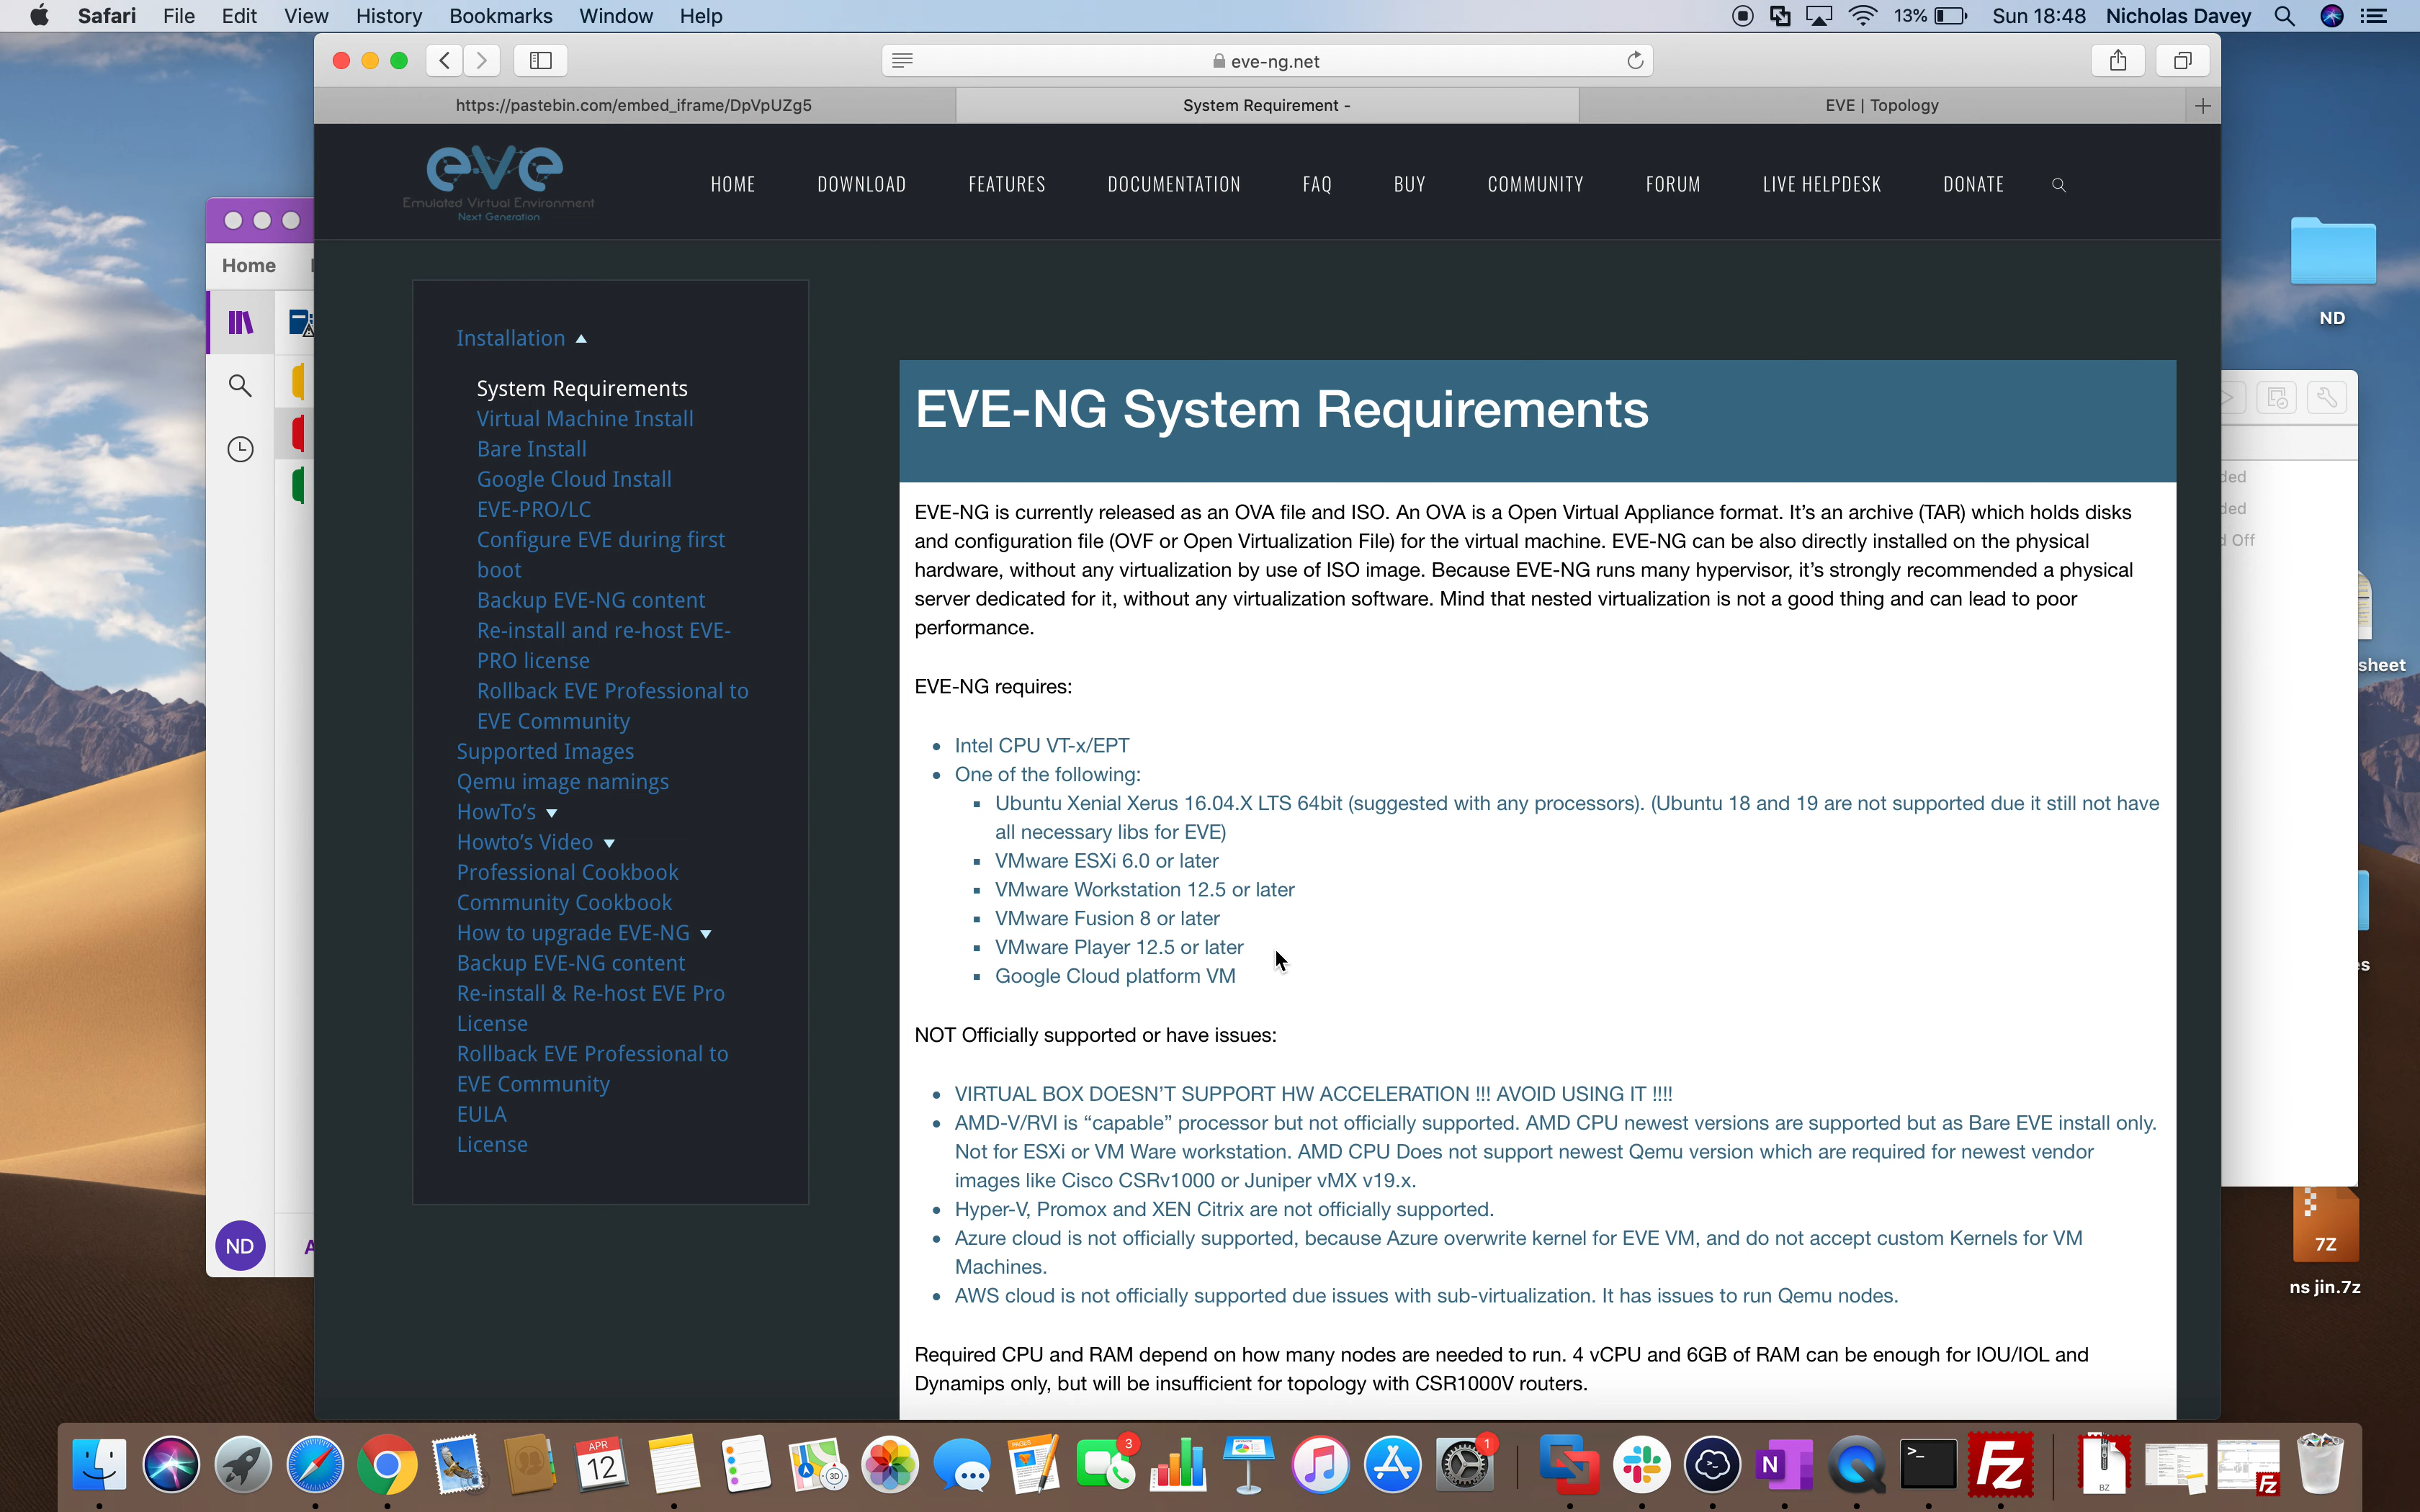 Safari File Edit View History Bookmarks Window Help 13% Sun 18:48 Nicholas Davey
eve-ng.net
https://pastebin.com/embed_iframe/DpVpUZg5 System Requirement - EVE | Topology
eve
Emulated Virtual Environment
Next Generation
HOME DOWNLOAD FEATURES DOCUMENTATION FAQ BUY COMMUNITY FORUM LIVE HELPDESK DONATE
Home
ND
Installation
System Requirements
Virtual Machine Install
Bare Install
Google Cloud Install
EVE-PRO/LC
Configure EVE during first
boot
Backup EVE-NG content
Re-install and re-host EVE-
PRO license
Rollback EVE Professional to
EVE Community
Supported Images
Qemu image namings
HowTo's
Howto's Video
Professional Cookbook
Community Cookbook
How to upgrade EVE-NG
Backup EVE-NG content
Re-install & Re-host EVE Pro
License
Rollback EVE Professional to
EVE Community
EULA
License
EVE-NG System Requirements
EVE-NG is currently released as an OVA file and ISO. An OVA is a Open Virtual Appliance format. It's an archive (TAR) which holds disks
and configuration file (OVF or Open Virtualization File) for the virtual machine. EVE-NG can be also directly installed on the physical
hardware, without any virtualization by use of ISO image. Because EVE-NG runs many hypervisor, it's strongly recommended a physical
server dedicated for it, without any virtualization software. Mind that nested virtualization is not a good thing and can lead to poor
performance.
EVE-NG requires:
Intel CPU VT-x/EPT
One of the following:
Ubuntu Xenial Xerus 16.04.X LTS 64bit (suggested with any processors). (Ubuntu 18 and 19 are not supported due it still not have
all necessary libs for EVE)
VMware ESXi 6.0 or later
VMware Workstation 12.5 or later
VMware Fusion 8 or later
VMware Player 12.5 or later
Google Cloud platform VM
NOT Officially supported or have issues:
VIRTUAL BOX DOESN'T SUPPORT HW ACCELERATION !!! AVOID USING IT !!!!
AMD-V/RVI is “capable” processor but not officially supported. AMD CPU newest versions are supported but as Bare EVE install only.
Not for ESXi or VM Ware workstation. AMD CPU Does not support newest Qemu version which are required for newest vendor
images like Cisco CSRv1000 or Juniper vMX v19.x.
Hyper-V, Promox and XEN Citrix are not officially supported.
Azure cloud is not officially supported, because Azure overwrite kernel for EVE VM, and do not accept custom Kernels for VM
Machines.
AWS cloud is not officially supported due issues with sub-virtualization. It has issues to run Qemu nodes.
Required CPU and RAM depend on how many nodes are needed to run. 4 vCPU and 6GB of RAM can be enough for IOU/IOL and
Dynamips only, but will be insufficient for topology with CSR1000V routers.
ND
ded
ded
d Off
sheet
s
7Z
ns jin.7z
APR
12
PAGES
3D
3
1
N
>_
Fz
BZ
Fz